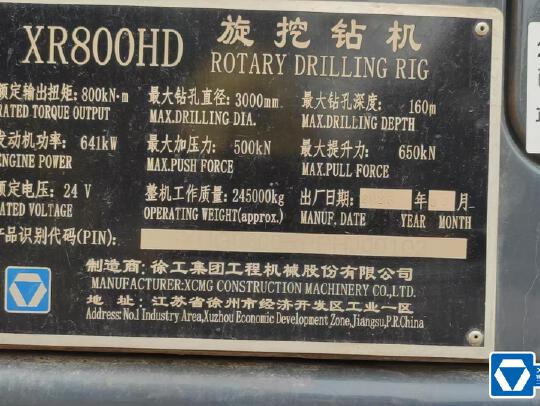 XR800HD 旋挖钻机
ROTARY DRILLING RIG
额定输出扭矩: 800kN·m 最大钻孔直径: 3000mm 最大钻孔深度: 160m
RATED TORQUE OUTPUT MAX.DRILLING DIA. MAX.DRILLING DEPTH
发动机功率: 641kW 最大加压力: 500kN 最大提升力: 650kN
ENGINE POWER MAX.PUSH FORCE MAX.PULL FORCE
额定电压: 24 V 整机工作质量: 245000kg 出厂日期: 年 月
RATED VOLTAGE OPERATING WEIGHT(approx.) MANUF. DATE YEAR MONTH
产品识别代码(PIN):
制造商: 徐工集团工程机械股份有限公司
MANUFACTURER:XCMG CONSTRUCTION MACHINERY CO.,LTD.
地 址: 江苏省徐州市经济开发区工业一区
Address: No.1 Industry Area,Xuzhou Economic Development Zone,Jiangsu,P.R.China